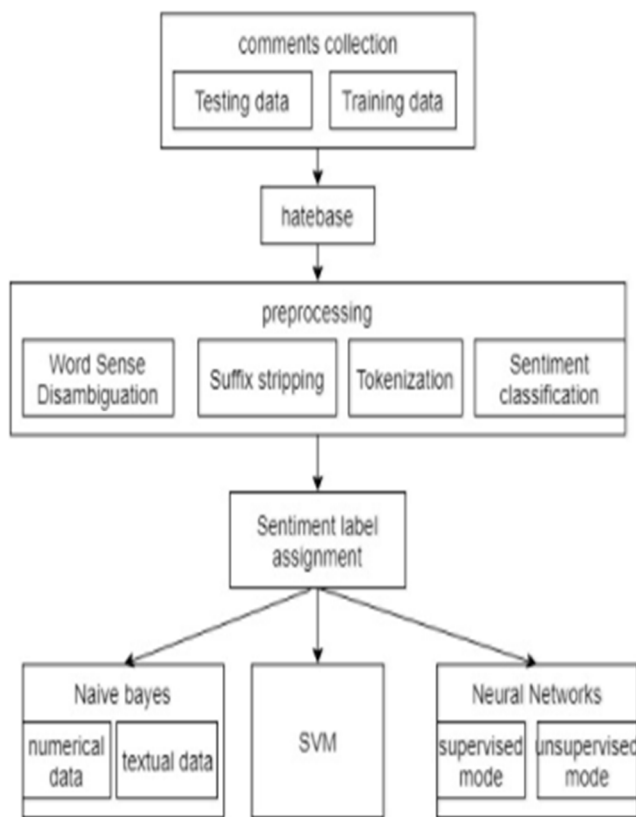 comments collection
Testing data
Training data
hatebase
preprocessing
Word Sense
Disambiguation
Suffix stripping
Tokenization
Sentiment
classification
Sentiment label
assignment
Naive bayes
numerical
data
textual data
SVM
Neural Networks
supervised
mode
unsupervised
mode